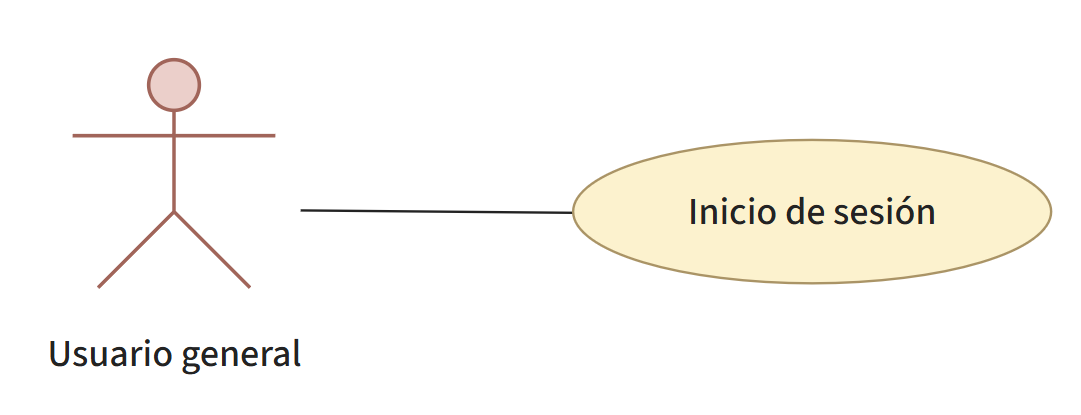 Inicio de sesión
Usuario general